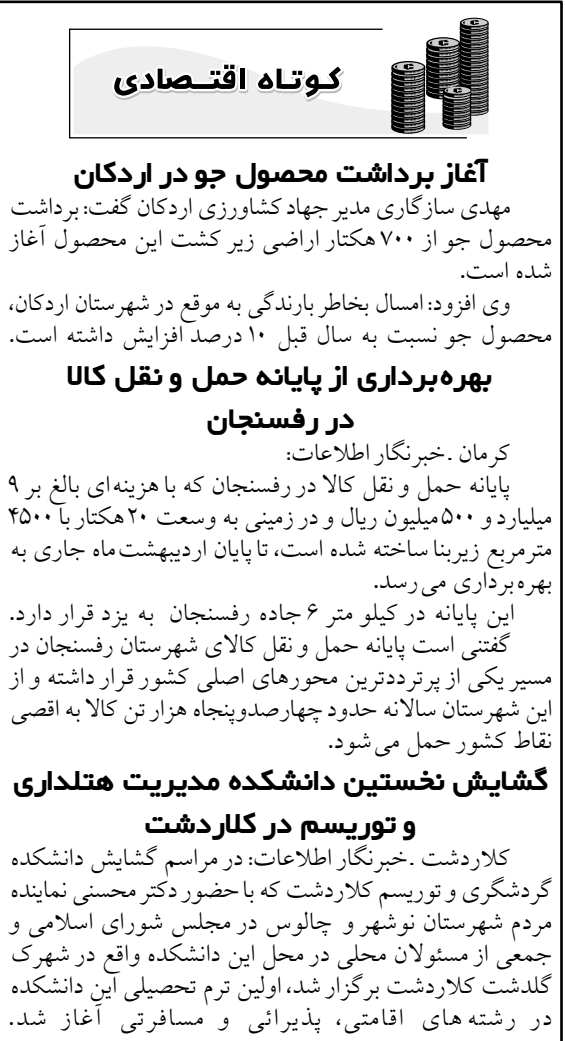 کوتاه اقتصادی
آغاز برداشت محصول جو در اردکان
مهدی سازگاری مدیر جهاد کشاورزی اردکان گفت: برداشت
محصول جو از ۷۰۰ هکتار اراضی زیر کشت این محصول آغاز
شده است.
وی افزود: امسال بخاطر بارندگی به موقع در شهرستان اردکان،
محصول جو نسبت به سال قبل ۱۰ درصد افزایش داشته است.
بهره‌برداری از پایانه حمل و نقل کالا
در رفسنجان
کرمان ـ خبرنگار اطلاعات:
پایانه حمل و نقل کالا در رفسنجان که با هزینه‌ای بالغ بر ۹
میلیارد و ۵۰۰ میلیون ریال و در زمینی به وسعت ۲۰ هکتار با ۴۵۰۰
مترمربع زیربنا ساخته شده است، تا پایان اردیبهشت ماه جاری به
بهره‌برداری می‌رسد.
این پایانه در کیلو متر ۶ جاده رفسنجان به یزد قرار دارد.
گفتنی است پایانه حمل و نقل کالای شهرستان رفسنجان در
مسیر یکی از پرترددترین محورهای اصلی کشور قرار داشته و از
این شهرستان سالانه حدود چهارصدوپنجاه هزار تن کالا به اقصی
نقاط کشور حمل می‌شود.
گشایش نخستین دانشکده مدیریت هتلداری
و توریسم در کلاردشت
کلاردشت ـ خبرنگار اطلاعات: در مراسم گشایش دانشکده
گردشگری و توریسم کلاردشت که با حضور دکتر محسنی نماینده
مردم شهرستان نوشهر و چالوس در مجلس شورای اسلامی و
جمعی از مسئولان محلی در محل این دانشکده واقع در شهرک
گلدشت کلاردشت برگزار شد، اولین ترم تحصیلی این دانشکده
در رشته های اقامتی، پذیرائی و مسافرتی آغاز شد.